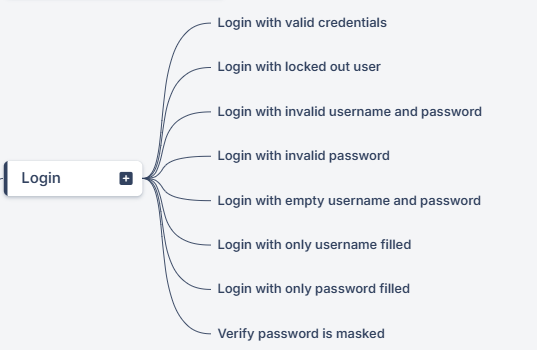 Login with valid credentials
Login with locked out user
Login with invalid username and password
Login with invalid password
Login
Login with empty username and password
Login with only username filled
Login with only password filled
Verify password is masked